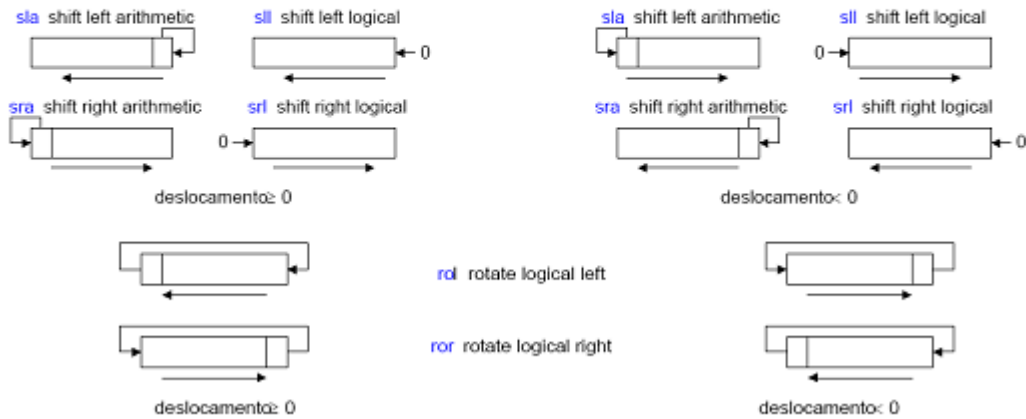 sla shift left arithmetic sll shift left logical sla shift left arithmetic sll shift left logical
0 0
sra shift right arithmetic srl shift right logical sra shift right arithmetic srl shift right logical
0 0
deslocamento≥ 0 deslocamento< 0
rol rotate logical left
ror rotate logical right
deslocamento≥ 0 deslocamento< 0